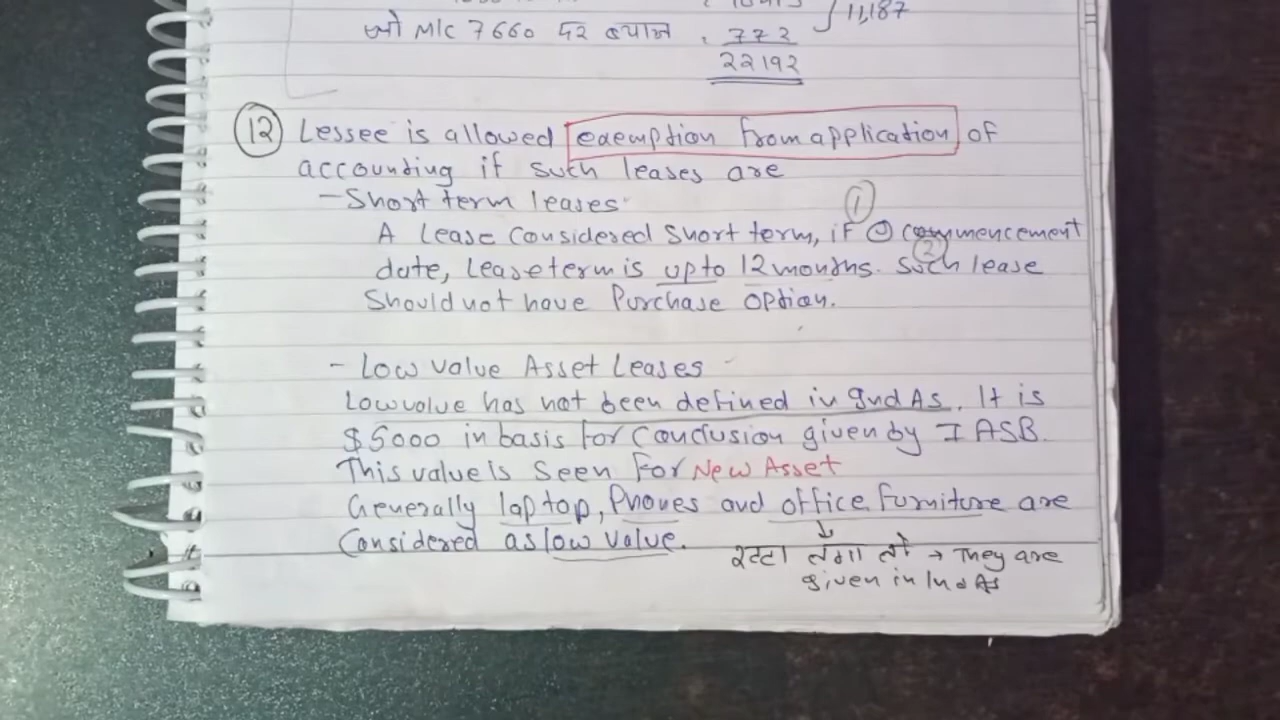 11,187
ओ M/C 7660 पर ब्याज . 772
22192
12 Lessee is allowed exemption from application of
accounting if such leases are
- Short term leases.
1
A lease Considered Short term, if @ commencement
2
date, Lease term is upto 12 months. Such lease
Should not have Purchase option.
- Low value Asset Leases -
Low value has not been defined in Ind As. It is
$5000 in basis for Conclusion given by IASB.
This value is seen for New Asset
Generally laptop, Phones and office furniture are
Considered as low value. ↓
रट्टा लगा लो → They are
given in Ind As